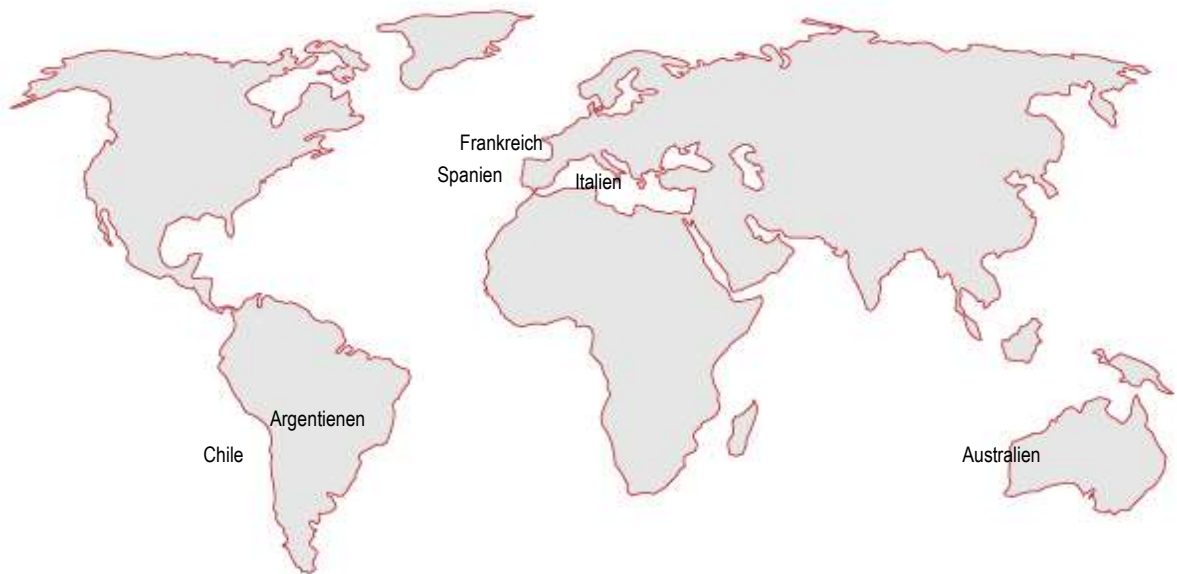 Frankreich
Spanien
Italien
Argentienen
Chile
Australien